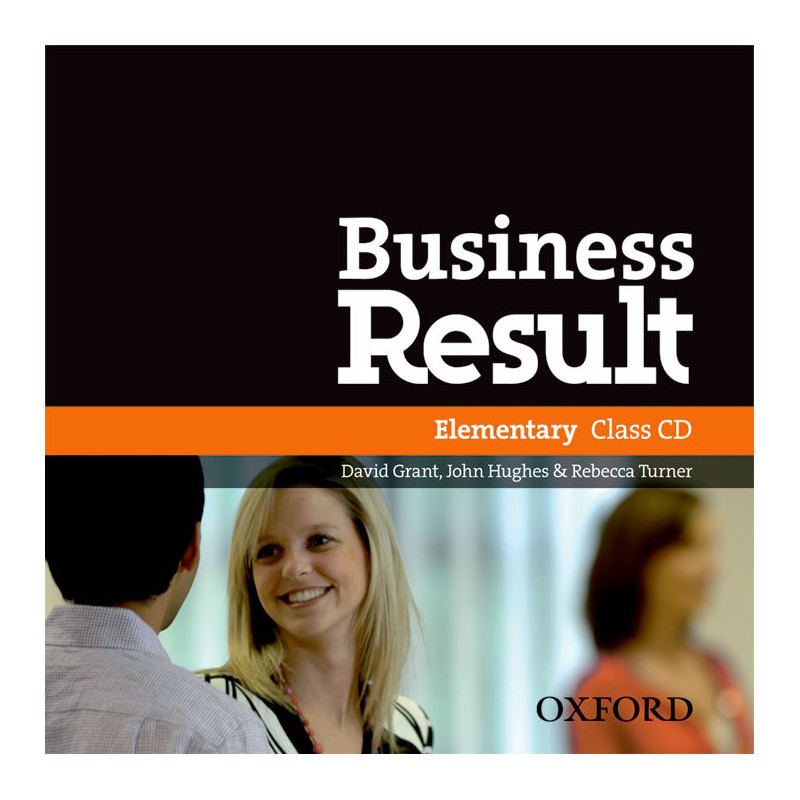 Business
Result
Elementary Class CD
David Grant, John Hughes & Rebecca Turner
OXFORD